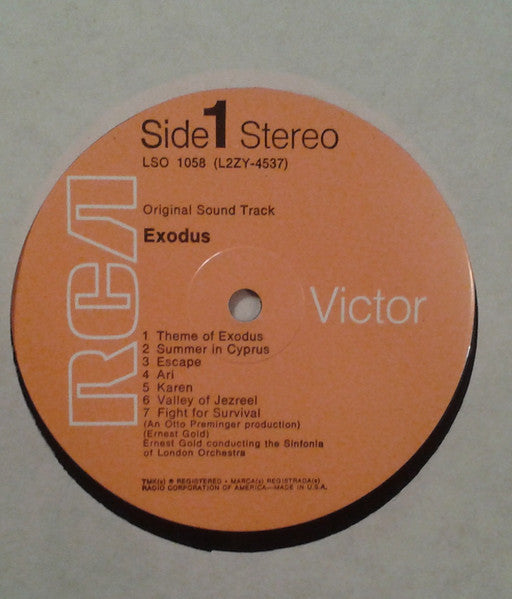 Side 1 Stereo
LSO 1058 (L2ZY-4537)
Original Sound Track
Exodus
RCA
Victor
1 Theme of Exodus
2 Summer in Cyprus
3 Escape
4 Ari
5 Karen
6 Valley of Jezreel
7 Fight for Survival
(An Otto Preminger production)
(Ernest Gold)
Ernest Gold conducting the Sinfonia
of London Orchestra
TMK(s) ® REGISTERED • MARCA(s) REGISTRADA(s)
RADIO CORPORATION OF AMERICA—MADE IN U.S.A.